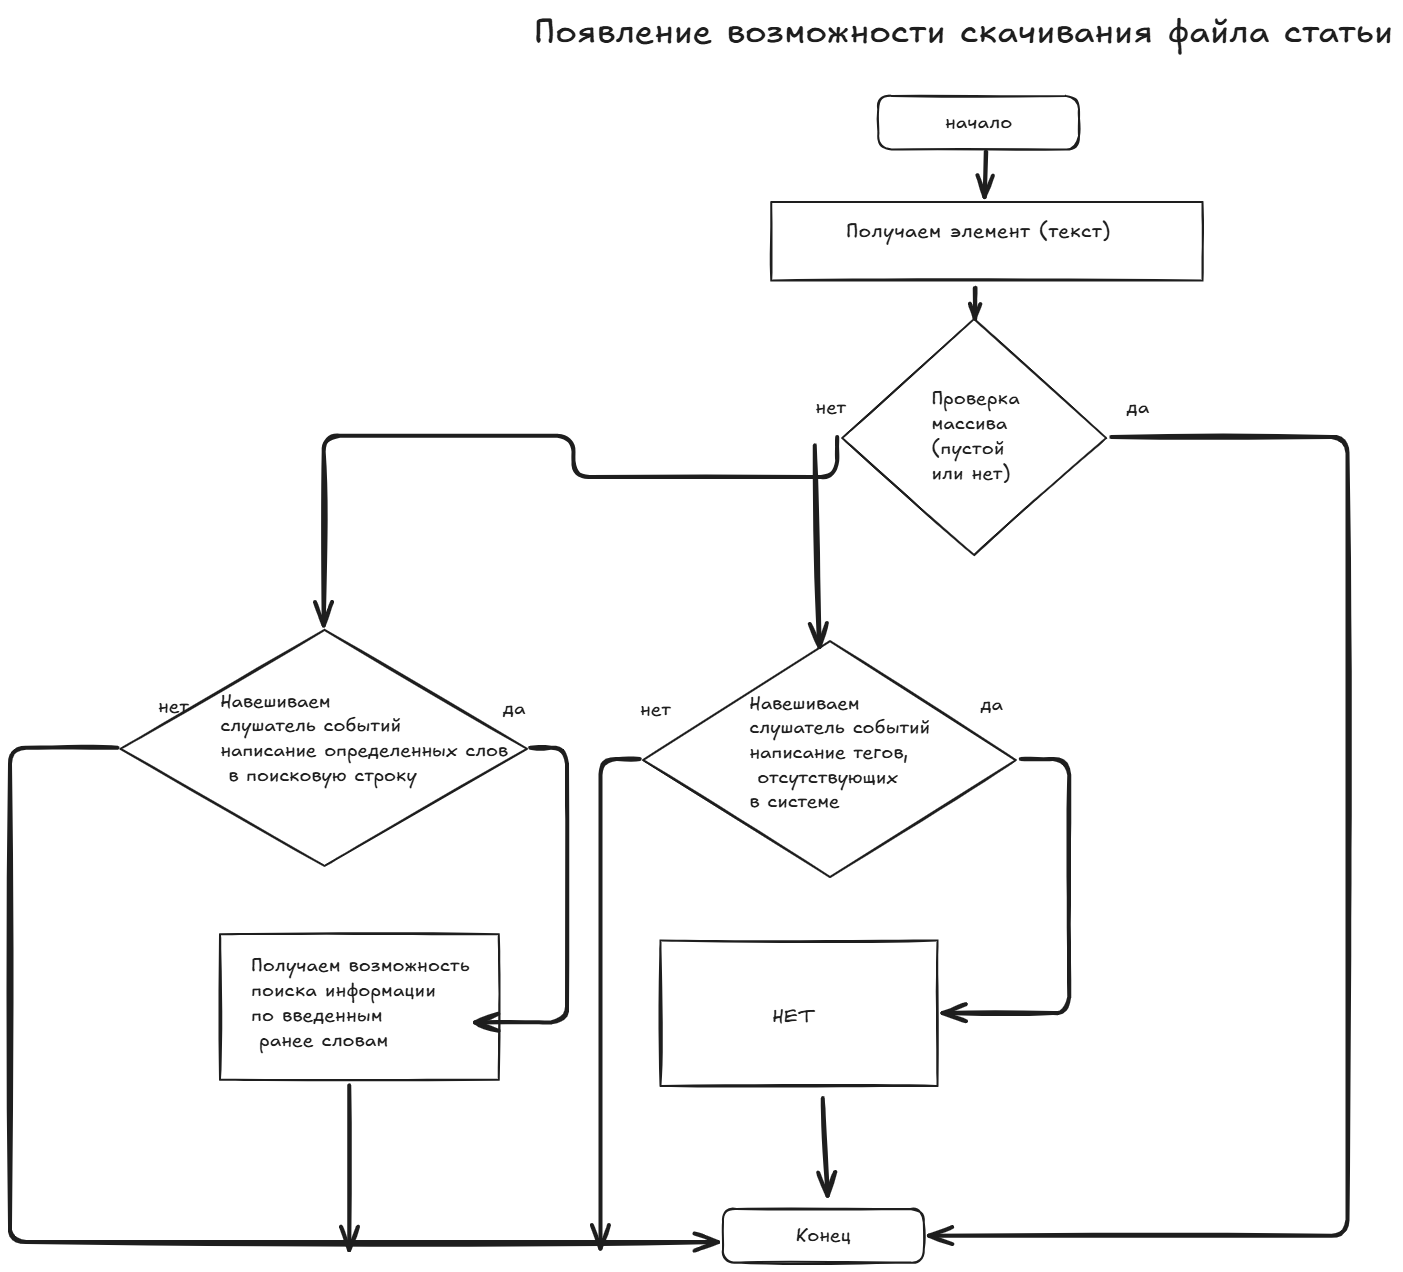 Появление возможности скачивания файла статьи
начало
Получаем элемент (текст)
нет
Проверка
массива
(пустой
или нет)
да
нет
Навешиваем
слушатель событий
написание определенных слов
в поисковую строку
да
нет
Навешиваем
слушатель событий
написание тегов,
отсутствующих
в системе
да
Получаем возможность
поиска информации
по введенным
ранее словам
НЕТ
Конец